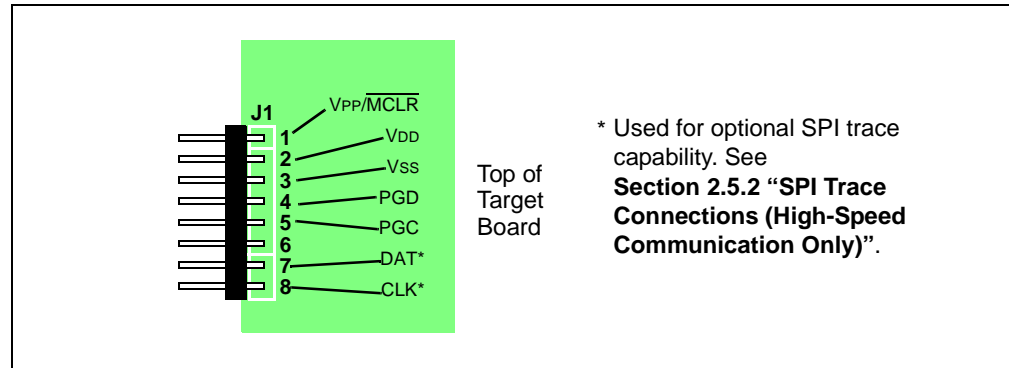 J1
1 VPP/MCLR
2 VDD
3 VSS
4 PGD
5 PGC
6
7 DAT*
8 CLK*
Top of
Target
Board
* Used for optional SPI trace
capability. See
Section 2.5.2 “SPI Trace
Connections (High-Speed
Communication Only)”.